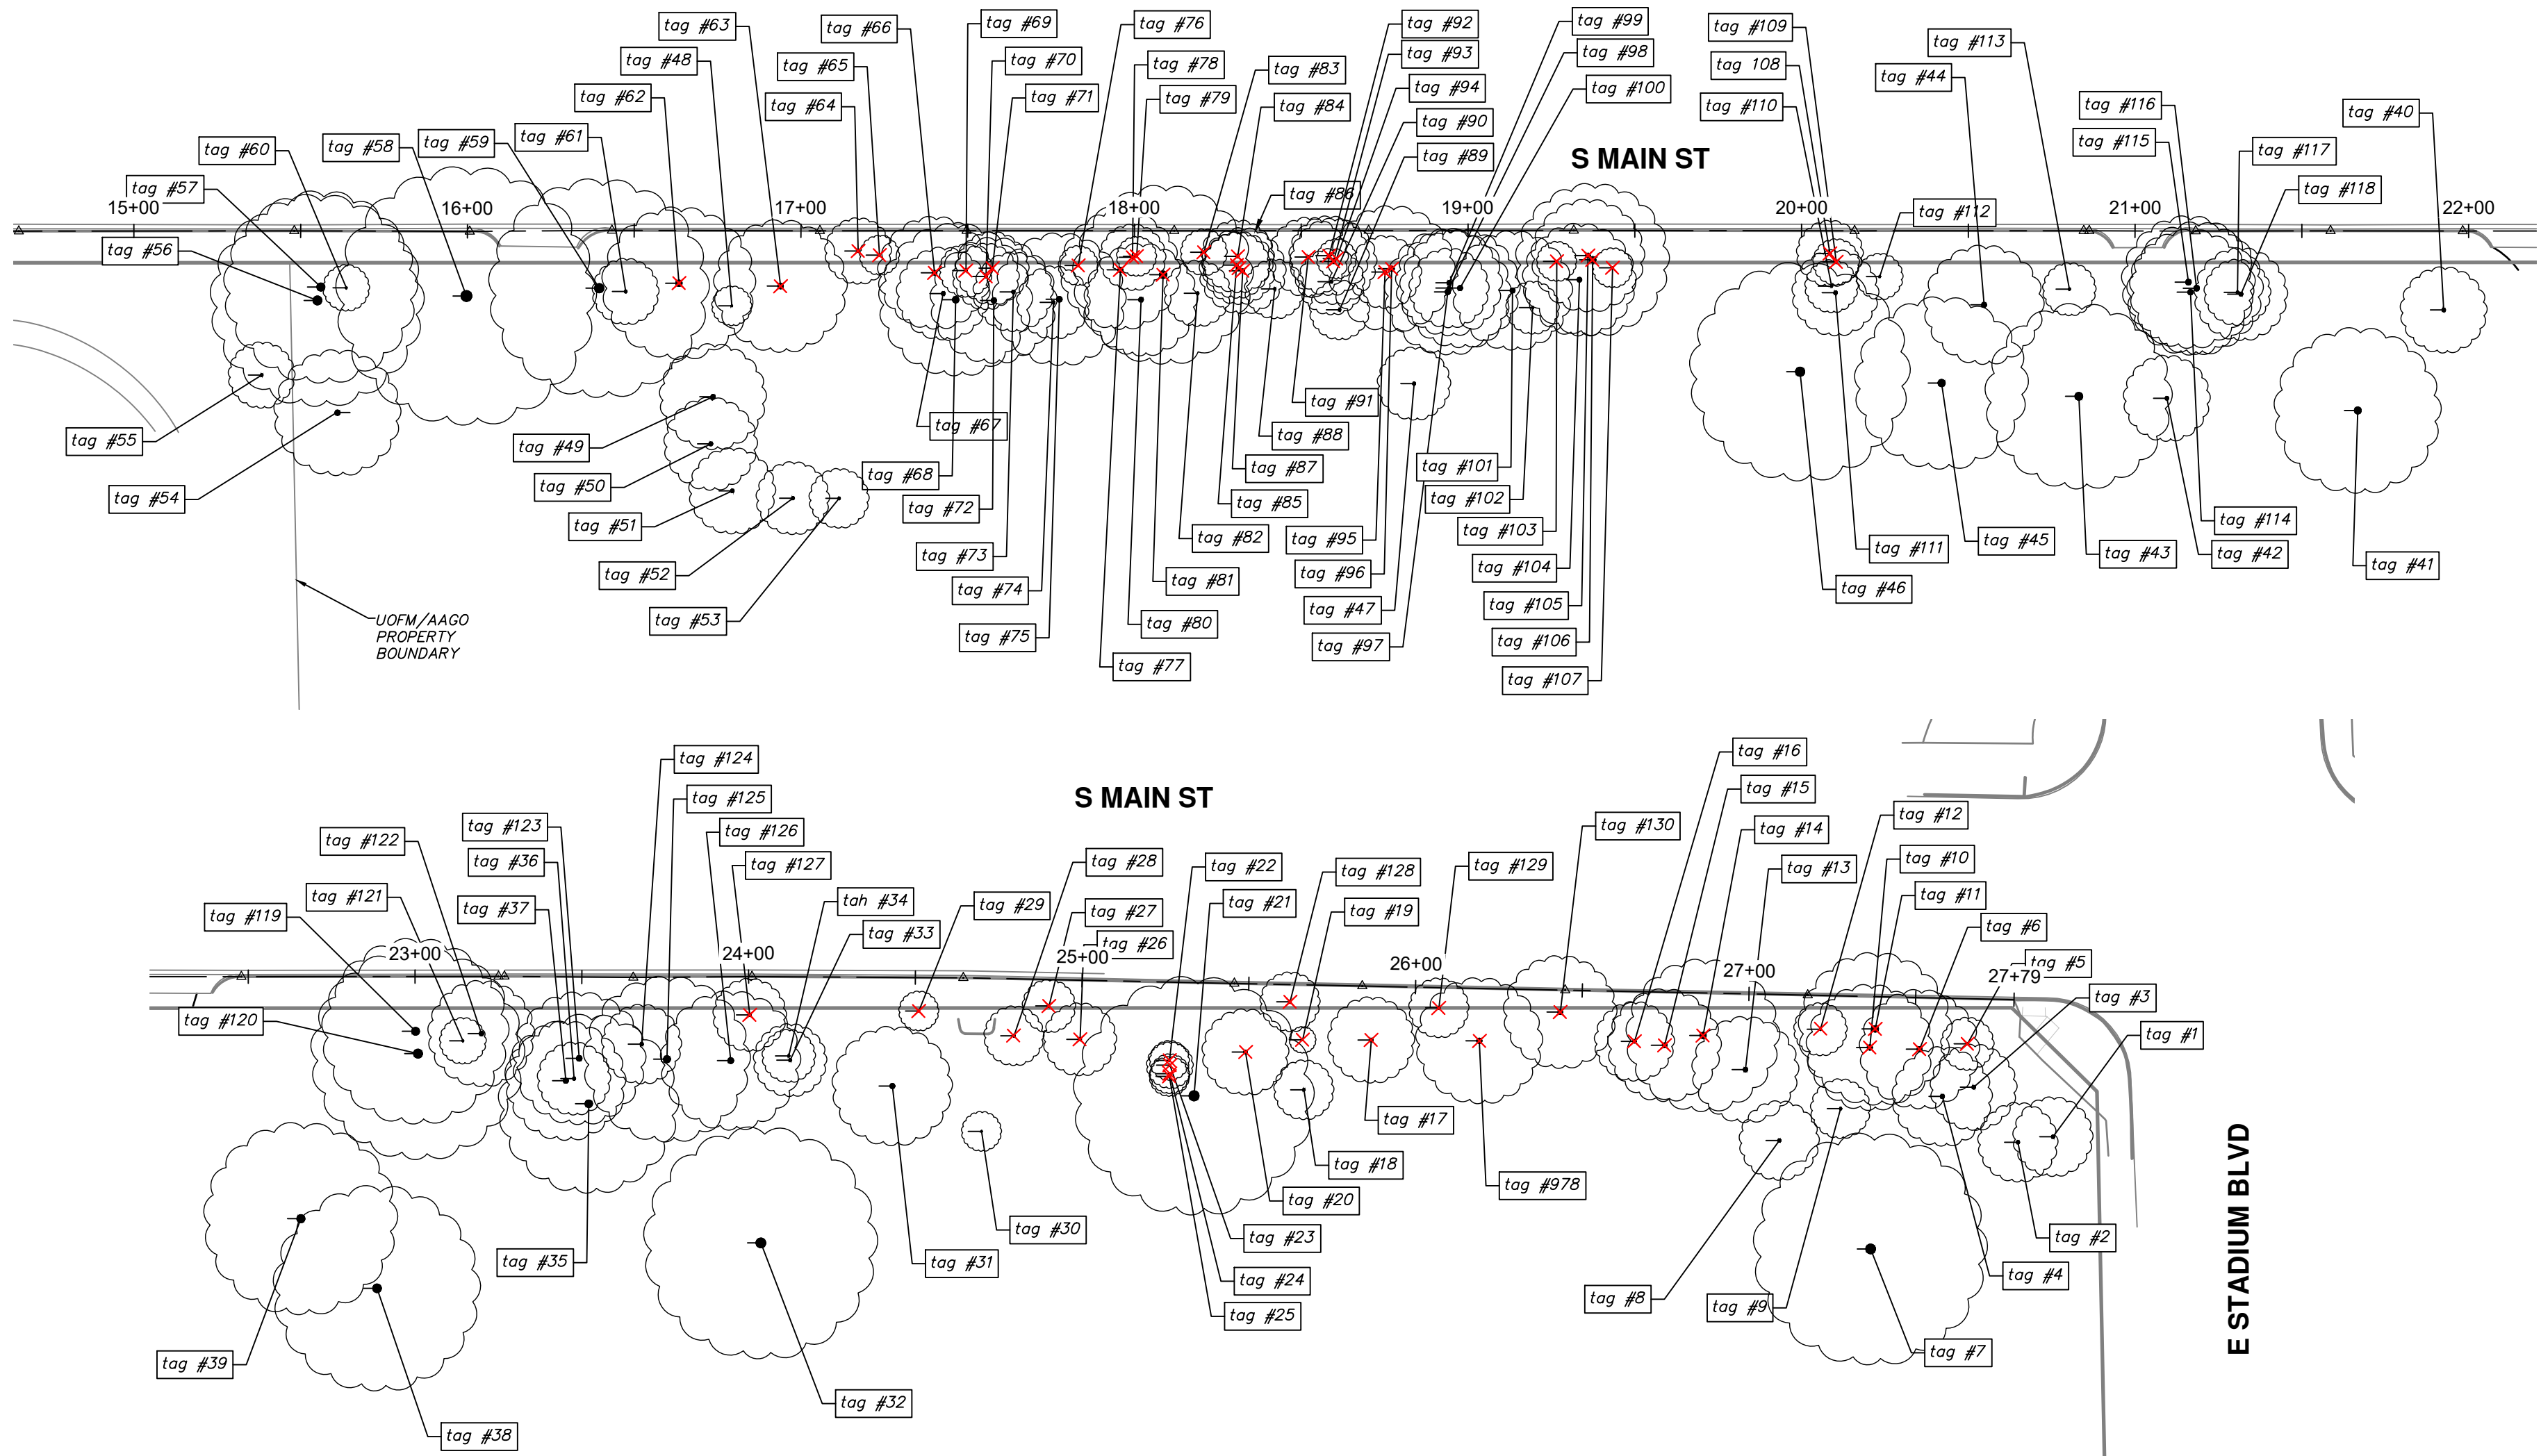 tag #63
tag #66
tag #69
tag #76
tag #92
tag #99
tag #109
tag #113
tag #48
tag #65
tag #70
tag #78
tag #83
tag #93
tag #98
tag 108
tag #44
tag #62
tag #64
tag #71
tag #79
tag #84
tag #94
tag #100
tag #110
tag #116
tag #40
tag #60
tag #58
tag #59
tag #61
tag #90
tag #89
S MAIN ST
tag #115
tag #117
tag #57
tag #86
tag #118
15+00
16+00
17+00
18+00
19+00
20+00
21+00
22+00
tag #112
tag #56
tag #55
tag #54
tag #49
tag #50
tag #51
tag #52
tag #53
tag #67
tag #68
tag #72
tag #73
tag #74
tag #75
tag #91
tag #88
tag #87
tag #85
tag #82
tag #81
tag #80
tag #77
tag #101
tag #102
tag #95
tag #96
tag #47
tag #97
tag #103
tag #104
tag #105
tag #106
tag #107
tag #111
tag #46
tag #45
tag #43
tag #114
tag #42
tag #41
UOFM/AAGO
PROPERTY
BOUNDARY
tag #124
tag #125
S MAIN ST
tag #16
tag #15
tag #14
tag #12
tag #123
tag #126
tag #122
tag #36
tag #127
tag #28
tag #22
tag #128
tag #129
tag #130
tag #13
tag #10
tag #11
tag #121
tag #37
tah #34
tag #29
tag #27
tag #21
tag #19
tag #119
tag #33
tag #26
tag #6
tag #5
23+00
24+00
25+00
26+00
27+00
27+79
tag #3
tag #120
tag #1
tag #17
tag #18
tag #978
tag #20
tag #30
tag #23
tag #2
tag #35
tag #31
tag #24
tag #4
tag #25
tag #8
tag #9
tag #39
tag #7
tag #32
tag #38
E STADIUM BLVD